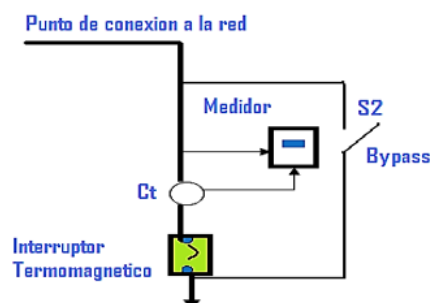 Punto de conexion a la red
Medidor
S2
Bypass
Ct
Interruptor
Termomagnetico